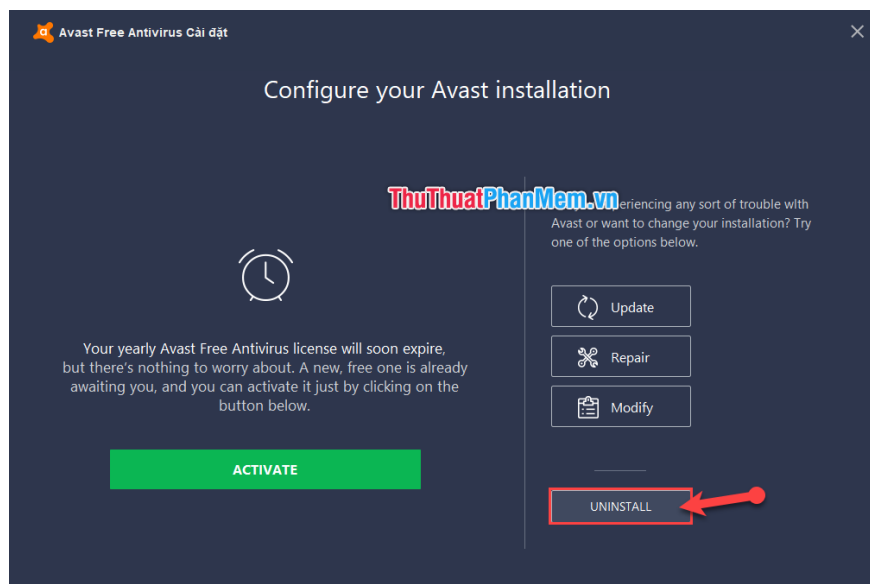 Avast Free Antivirus Cài đặt
Configure your Avast installation
ThuThuatPhanMem.vn
eriencing any sort of trouble with
Avast or want to change your installation? Try
one of the options below.
Update
Your yearly Avast Free Antivirus license will soon expire,
but there's nothing to worry about. A new, free one is already
awaiting you, and you can activate it just by clicking on the
button below.
Repair
Modify
ACTIVATE
UNINSTALL